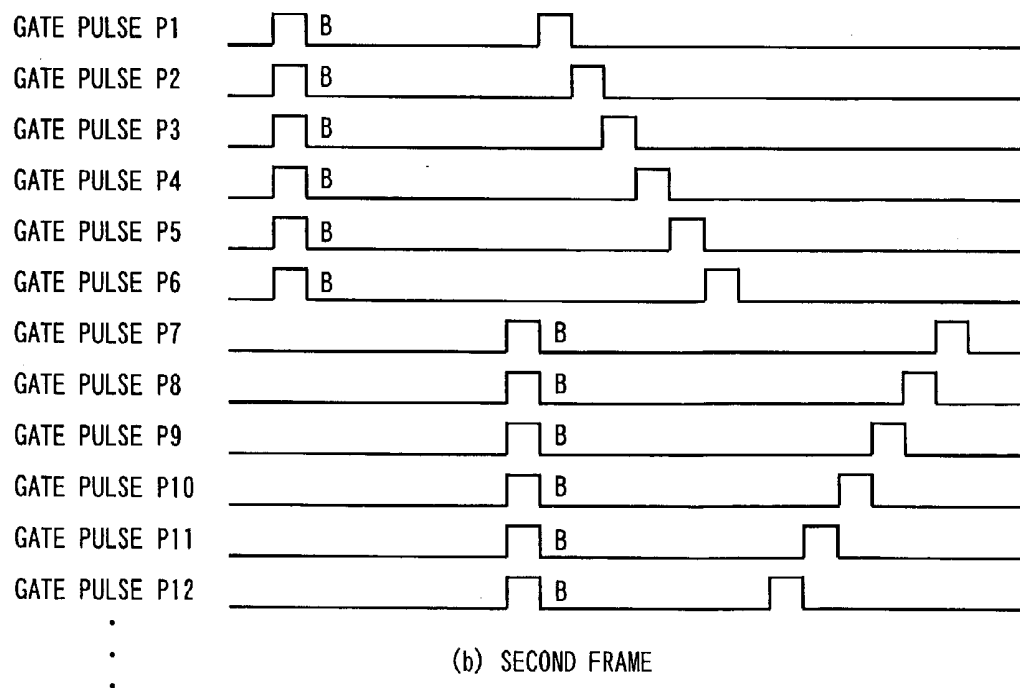 GATE PULSE P1 B
GATE PULSE P2 B
GATE PULSE P3 B
GATE PULSE P4 B
GATE PULSE P5 B
GATE PULSE P6 B
GATE PULSE P7 B
GATE PULSE P8 B
GATE PULSE P9 B
GATE PULSE P10 B
GATE PULSE P11 B
GATE PULSE P12 B
(b) SECOND FRAME